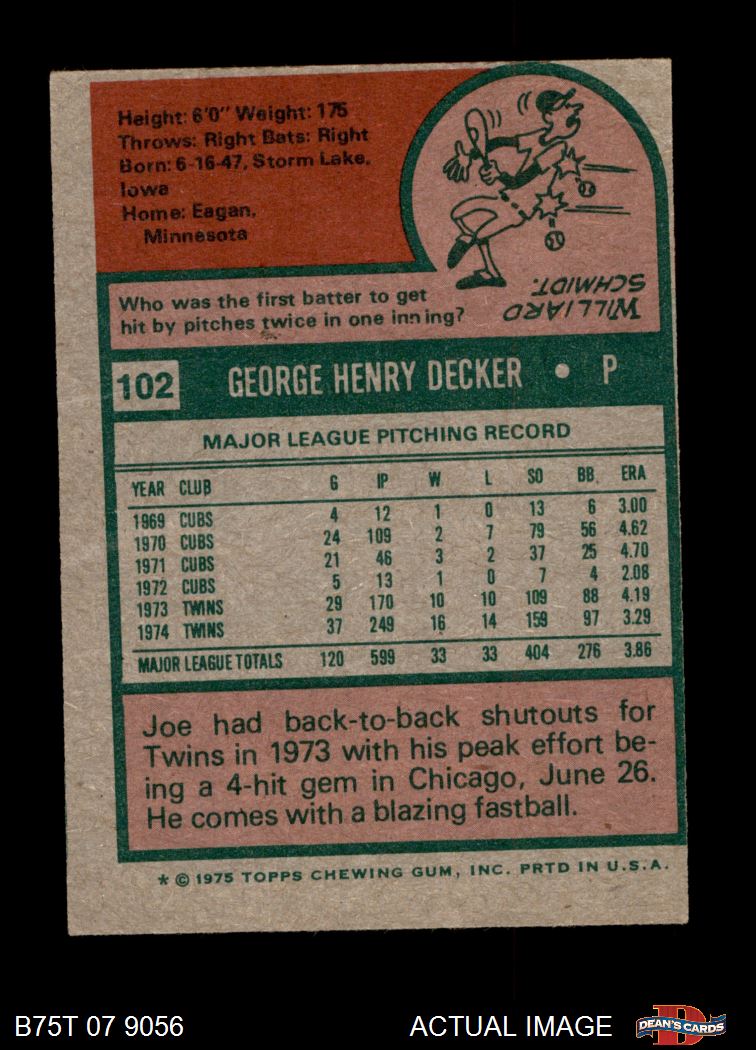 Height: 6'0" Weight: 175
Throws: Right Bats: Right
Born: 6-16-47, Storm Lake,
Iowa
Home: Eagan,
Minnesota
Who was the first batter to get
hit by pitches twice in one inning?
WILLIARD
SCHMIDT.
102 GEORGE HENRY DECKER • P
MAJOR LEAGUE PITCHING RECORD
YEAR CLUB G IP W L SO BB ERA
1969 CUBS 4 12 1 0 13 6 3.00
1970 CUBS 24 109 2 7 79 56 4.62
1971 CUBS 21 46 3 2 37 25 4.70
1972 CUBS 5 13 1 0 7 4 2.08
1973 TWINS 29 170 10 10 109 88 4.19
1974 TWINS 37 249 16 14 159 97 3.29
MAJOR LEAGUE TOTALS 120 599 33 33 404 276 3.86
Joe had back-to-back shutouts for
Twins in 1973 with his peak effort be-
ing a 4-hit gem in Chicago, June 26.
He comes with a blazing fastball.
* © 1975 TOPPS CHEWING GUM, INC. PRTD IN U.S.A.
B75T 07 9056 ACTUAL IMAGE
DEAN'S CARDS